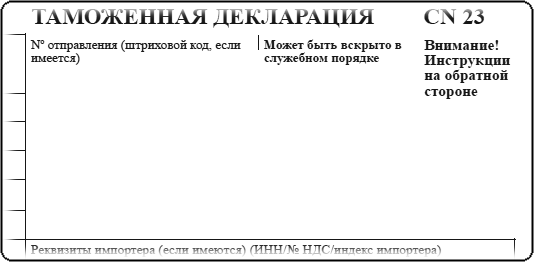 ТАМОЖЕННАЯ ДЕКЛАРАЦИЯ CN 23
N° отправления (штриховой код, если
имеется)
Может быть вскрыто в
служебном порядке
Внимание!
Инструкции
на обратной
стороне
Реквизиты импортера (если имеются) (ИНН/№ НДС/индекс импортера)